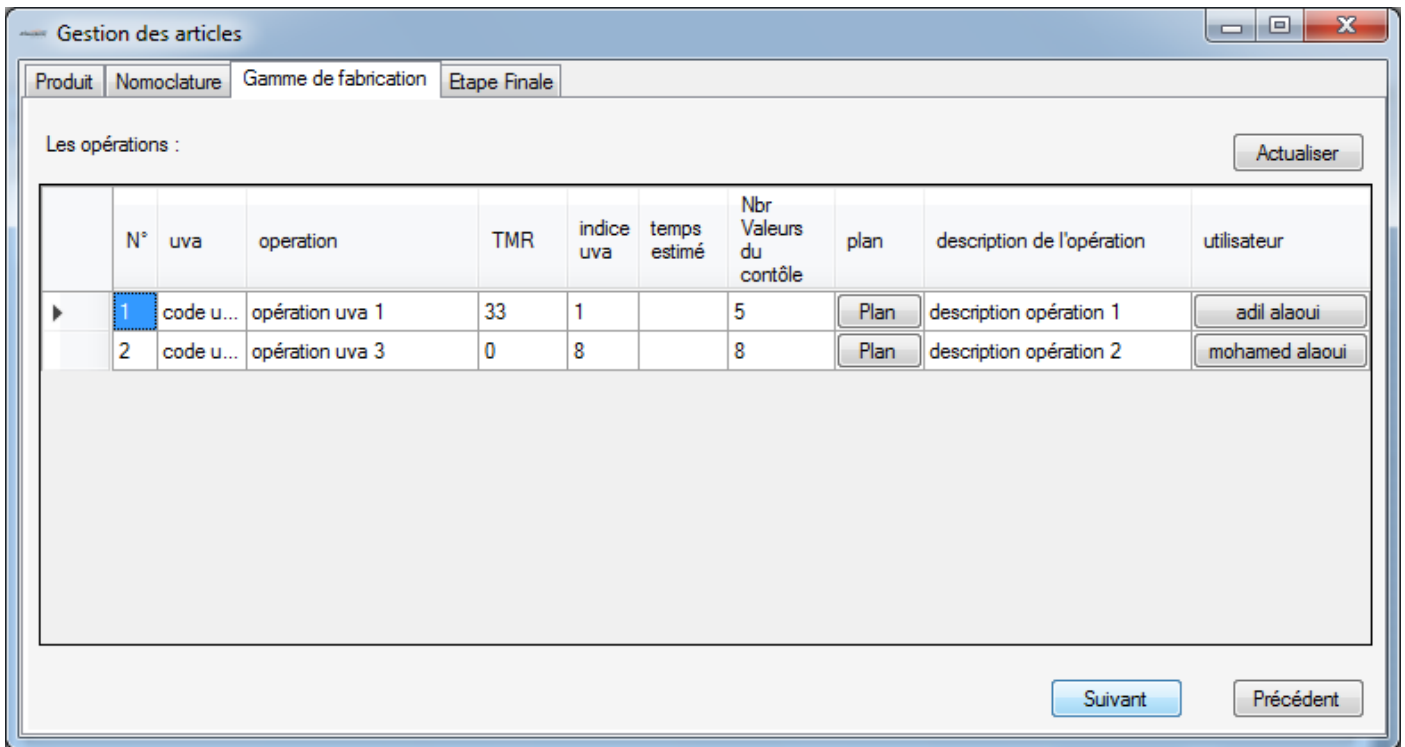 Gestion des articles
Produit Nomoclature Gamme de fabrication Etape Finale
Les opérations :
Actualiser
N° uva operation TMR indice uva temps estimé Nbr Valeurs du contôle plan description de l'opération utilisateur
1 code u... opération uva 1 33 1 5 Plan description opération 1 adil alaoui
2 code u... opération uva 3 0 8 8 Plan description opération 2 mohamed alaoui
Suivant Précédent